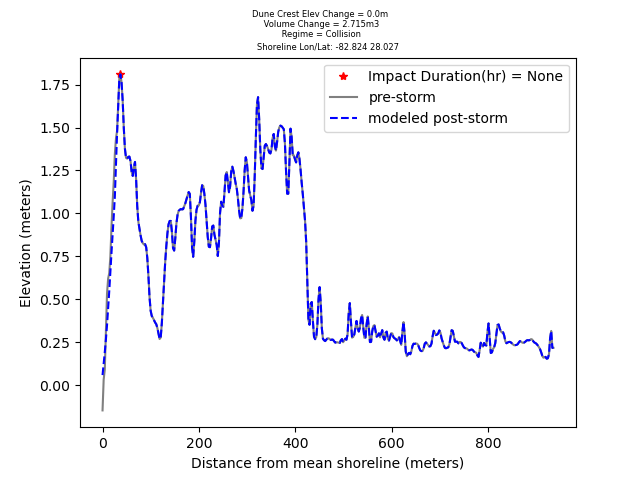 Dune Crest Elev Change = 0.0m
Volume Change = 2.715m3
Regime = Collision
Shoreline Lon/Lat: -82.824 28.027
Impact Duration(hr) = None
pre-storm
modeled post-storm
Elevation (meters)
1.75
1.50
1.25
1.00
0.75
0.50
0.25
0.00
0 200 400 600 800
Distance from mean shoreline (meters)